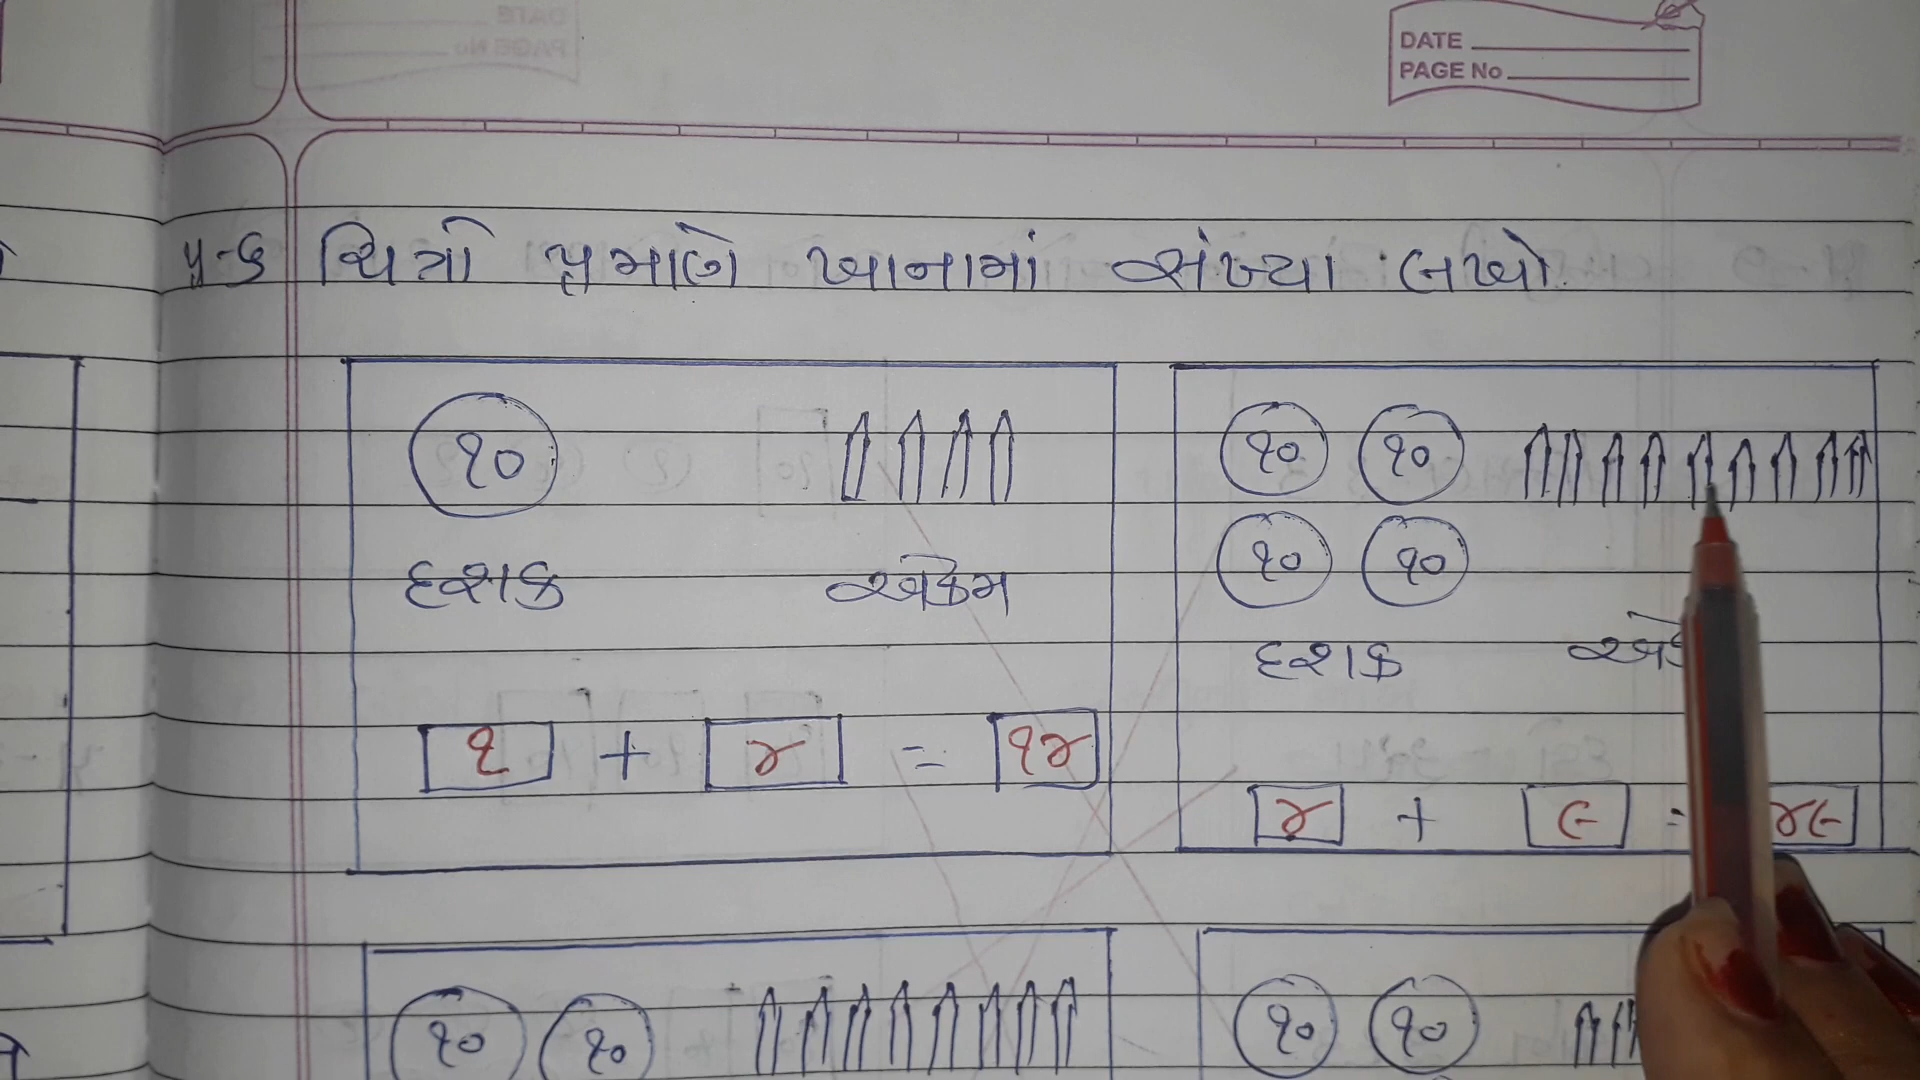 DATE
PAGE No
પ્ર-૬ ચિત્રો પ્રમાણે ખાનામાં સંખ્યા લખો.
૧૦
દશક એકમ
૧ + ૪ = ૧૪
૧૦ ૧૦
૧૦ ૧૦
દશક
૪ + ૯ = ૪૯
૧૦ ૧૦
૧૦ ૧૦